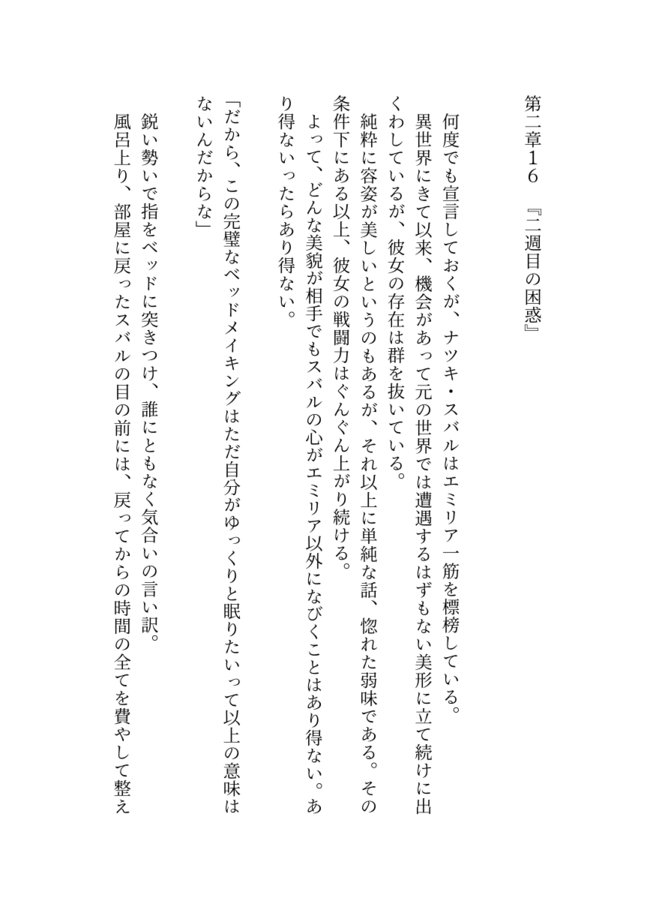 第二章１６　『二週目の困惑』
何度でも宣言しておくが、ナツキ・スバルはエミリア一筋を標榜している。
異世界にきて以来、機会があって元の世界では遭遇するはずもない美形に立て続けに出
くわしているが、彼女の存在は群を抜いている。
純粋に容姿が美しいというのもあるが、それ以上に単純な話、惚れた弱味である。その
条件下にある以上、彼女の戦闘力はぐんぐん上がり続ける。
よって、どんな美貌が相手でもスバルの心がエミリア以外になびくことはあり得ない。あ
り得ないったらあり得ない。
「だから、この完璧なベッドメイキングはただ自分がゆっくりと眠りたいって以上の意味は
ないんだからな」
鋭い勢いで指をベッドに突きつけ、誰にともなく気合いの言い訳。
風呂上り、部屋に戻ったスバルの目の前には、戻ってからの時間の全てを費やして整え